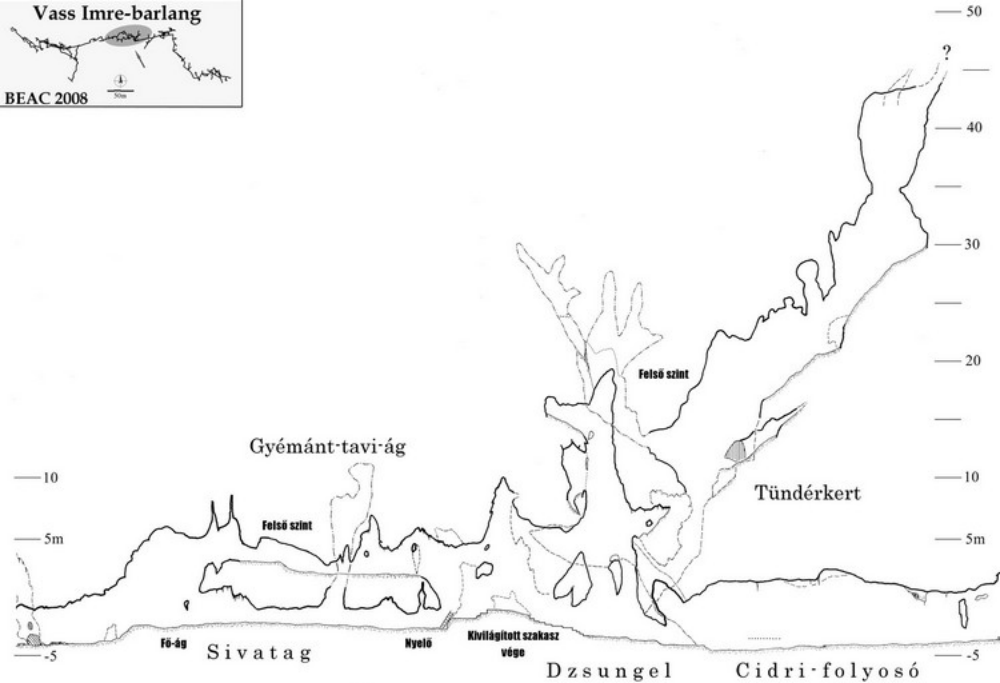 Vass Imre-barlang
50m
BEAC 2008
50
?
40
30
20
Felső szint
Gyémánt-tavi-ág
10
10
Tündérkert
5m
Felső szint
5m
Fő-ág
Nyelő
Kivilágított szakasz
vége
-5
Sivatag
-5
Dzsungel
Cidri-folyosó